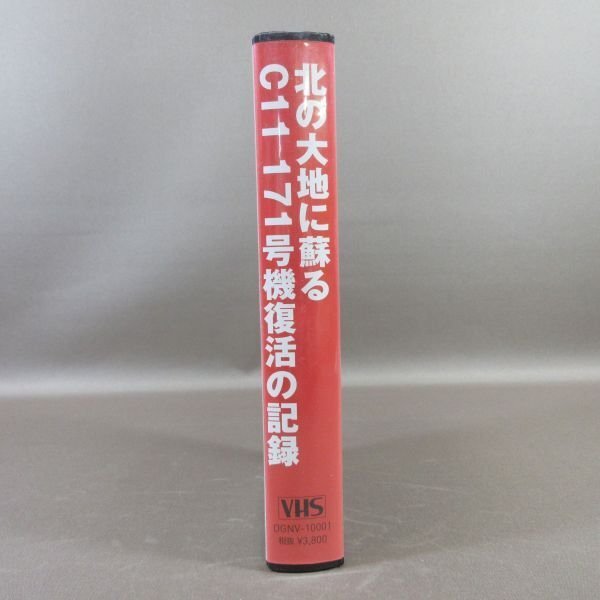 北の大地に蘇る
C11 171号機復活の記録
VHS
DGNV-10001
税抜 ¥3,800